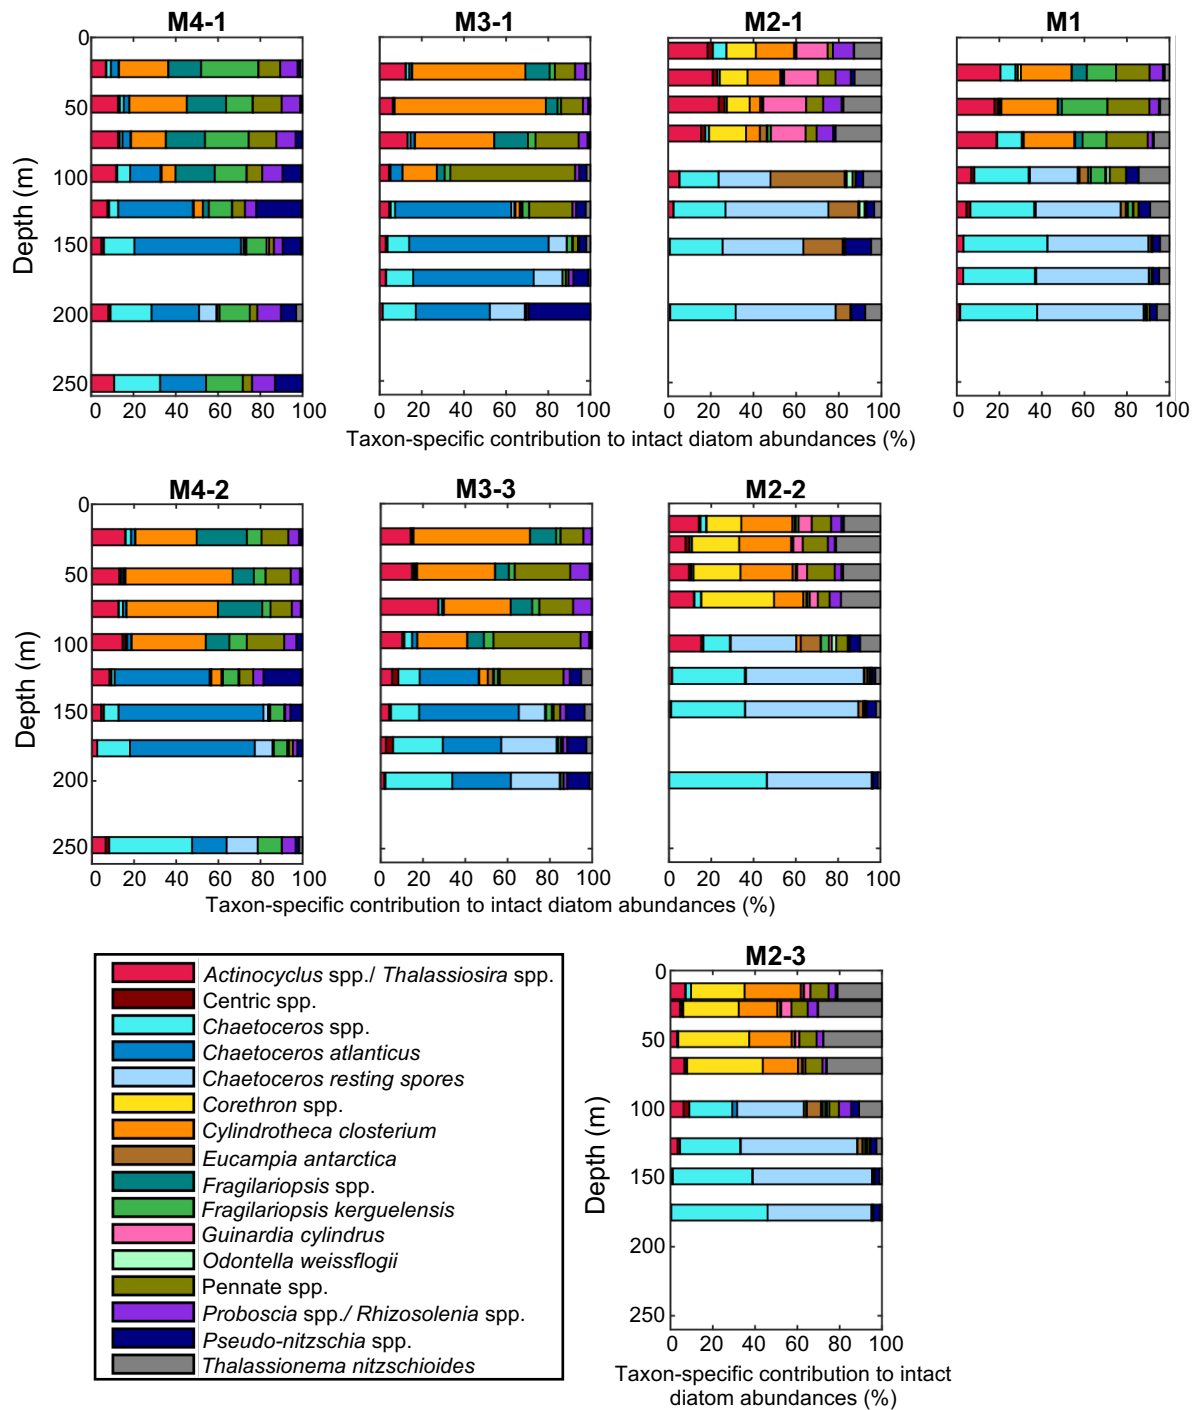 M4-1 M3-1 M2-1 M1
0
50
100
150
200
250
Depth (m)
0 20 40 60 80 100 0 20 40 60 80 100 0 20 40 60 80 100 0 20 40 60 80 100
Taxon-specific contribution to intact diatom abundances (%)
M4-2 M3-3 M2-2
0
50
100
150
200
250
Depth (m)
0 20 40 60 80 100 0 20 40 60 80 100 0 20 40 60 80 100
Taxon-specific contribution to intact diatom abundances (%)
Actinocyclus spp./ Thalassiosira spp.
Centric spp.
Chaetoceros spp.
Chaetoceros atlanticus
Chaetoceros resting spores
Corethron spp.
Cylindrotheca closterium
Eucampia antarctica
Fragilariopsis spp.
Fragilariopsis kerguelensis
Guinardia cylindrus
Odontella weissflogii
Pennate spp.
Proboscia spp./ Rhizosolenia spp.
Pseudo-nitzschia spp.
Thalassionema nitzschioides
M2-3
0
50
100
150
200
250
Depth (m)
0 20 40 60 80 100
Taxon-specific contribution to intact
diatom abundances (%)